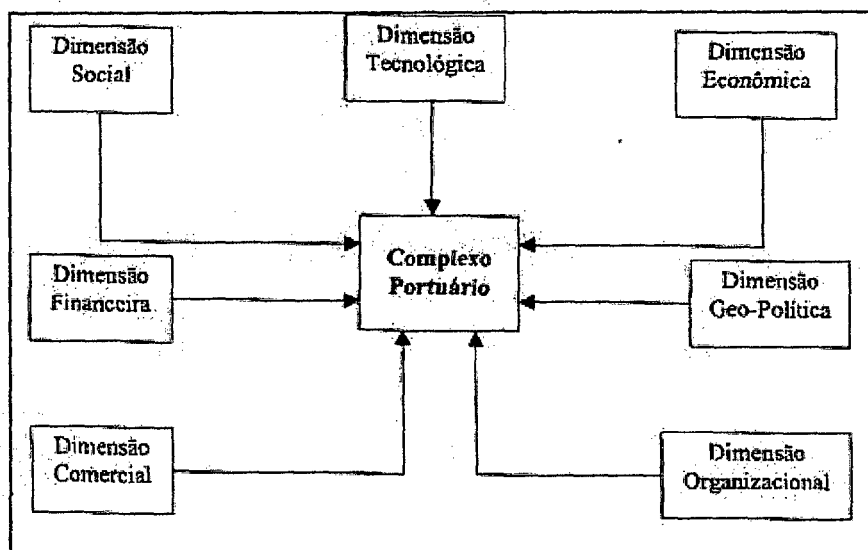 Dimensão
Social
Dimensão
Tecnológica
Dimensão
Econômica
Complexo
Portuário
Dimensão
Financeira
Dimensão
Geo-Política
Dimensão
Comercial
Dimensão
Organizacional